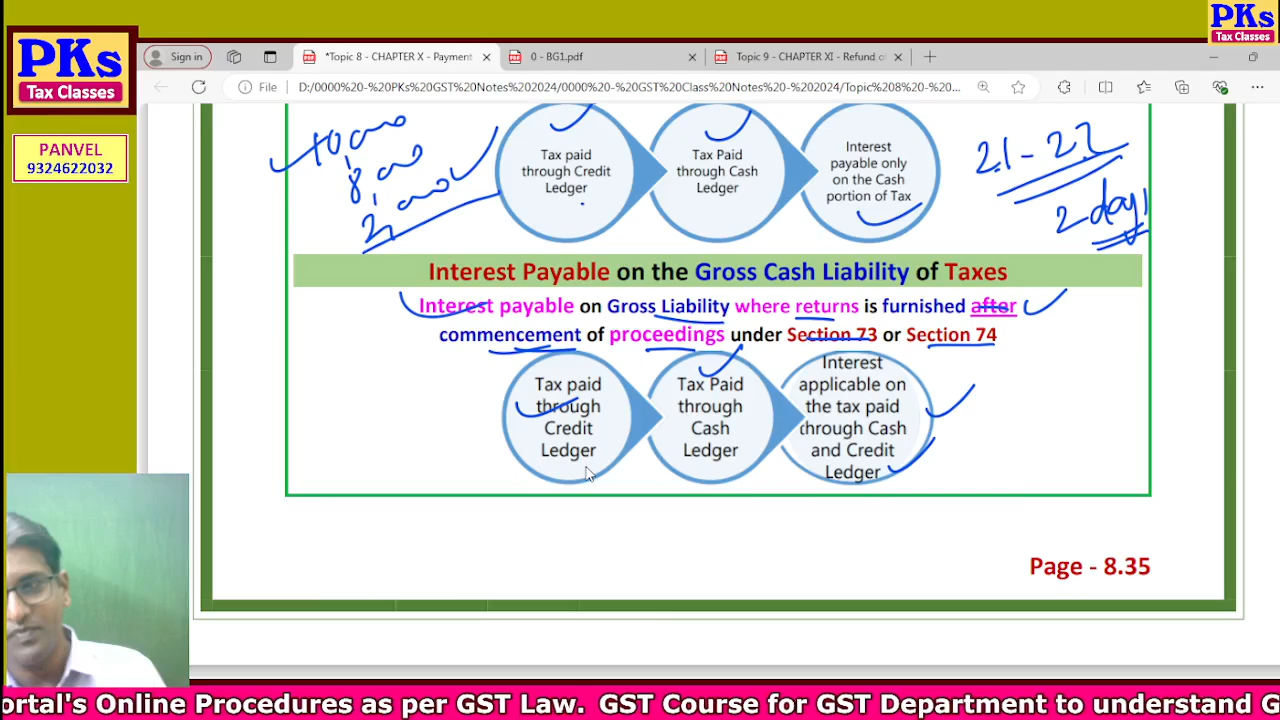 PKs
Tax Classes
PANVEL
9324622032
PKs
Tax Classes
Sign in
*Topic 8 - CHAPTER X - Payment
0 - BG1.pdf
Topic 9 - CHAPTER XI - Refund of
File
D:/0000%20-%20PKs%20GST%20Notes%202024/0000%20-%20GST%20Class%20Notes%20-%202024/Topic%208%20-%20...
Tax paid
through Credit
Ledger
Tax Paid
through Cash
Ledger
Interest
payable only
on the Cash
portion of Tax
21-22
2 days
Interest Payable on the Gross Cash Liability of Taxes
Interest payable on Gross Liability where returns is furnished after
commencement of proceedings under Section 73 or Section 74
Tax paid
through
Credit
Ledger
Tax Paid
through
Cash
Ledger
Interest
applicable on
the tax paid
through Cash
and Credit
Ledger
Page - 8.35
ortal's Online Procedures as per GST Law. GST Course for GST Department to understand G